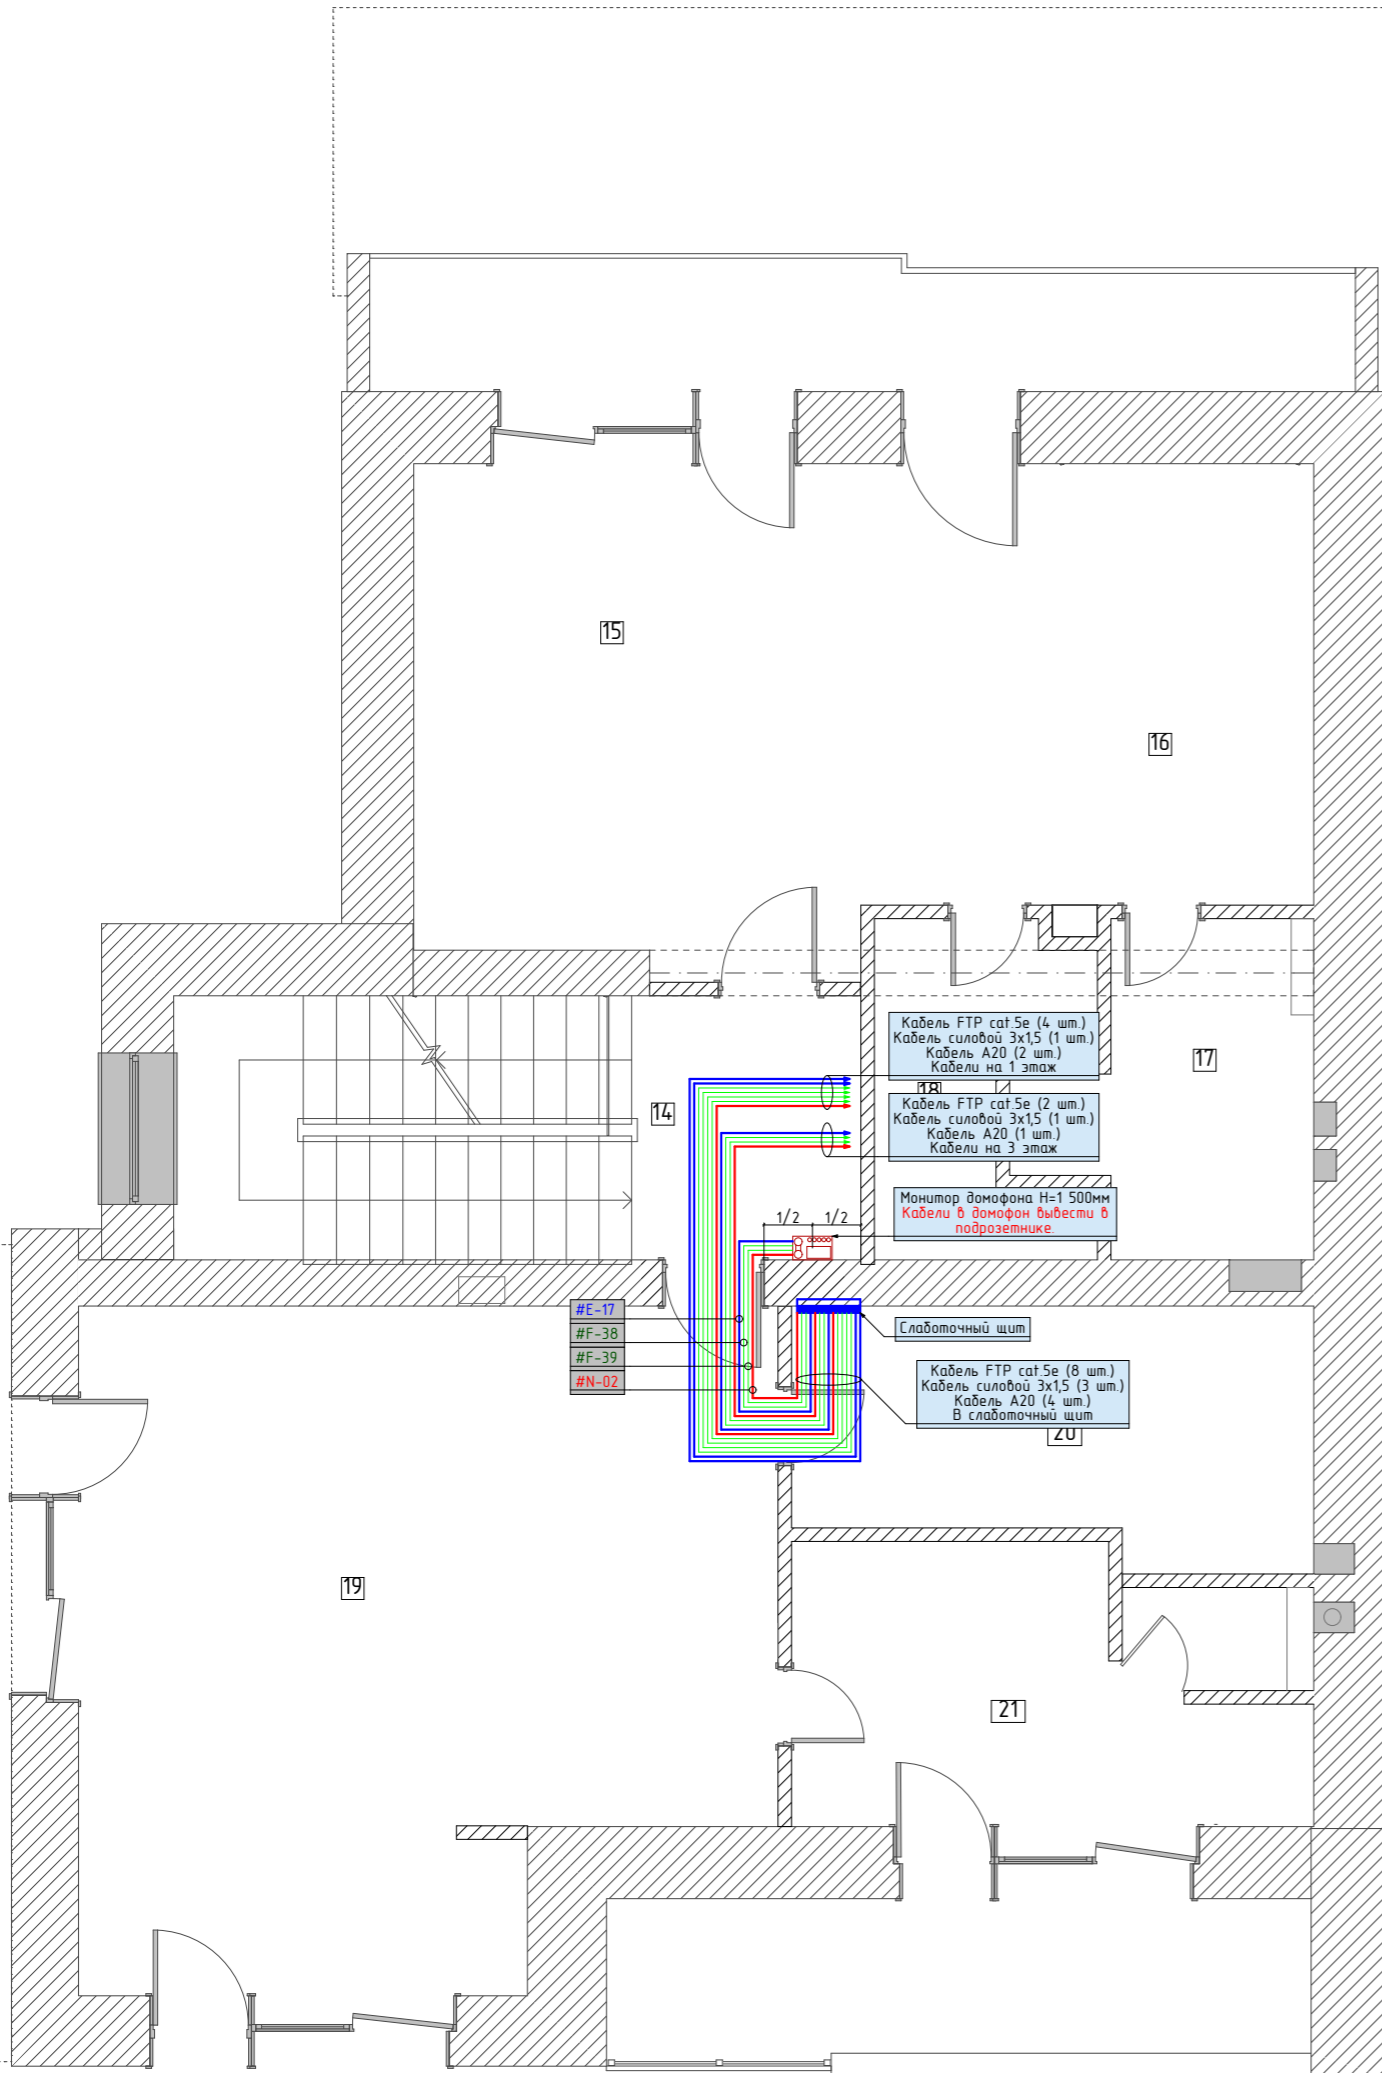 15
16
Кабель FTP cat.5e (4 шт.)
Кабель силовой 3х1,5 (1 шт.)
Кабель А20 (2 шт.)
Кабели на 1 этаж
17
18
14
Кабель FTP cat.5e (2 шт.)
Кабель силовой 3х1,5 (1 шт.)
Кабель А20 (1 шт.)
Кабели на 3 этаж
Монитор домофона Н=1 500мм
Кабели в домофон вывести в
подрозетнике.
1/2 1/2
#E-17
#F-38
#F-39
#N-02
Слаботочный щит
Кабель FTP cat.5e (8 шт.)
Кабель силовой 3х1,5 (3 шт.)
Кабель А20 (4 шт.)
В слаботочный щит
20
19
21